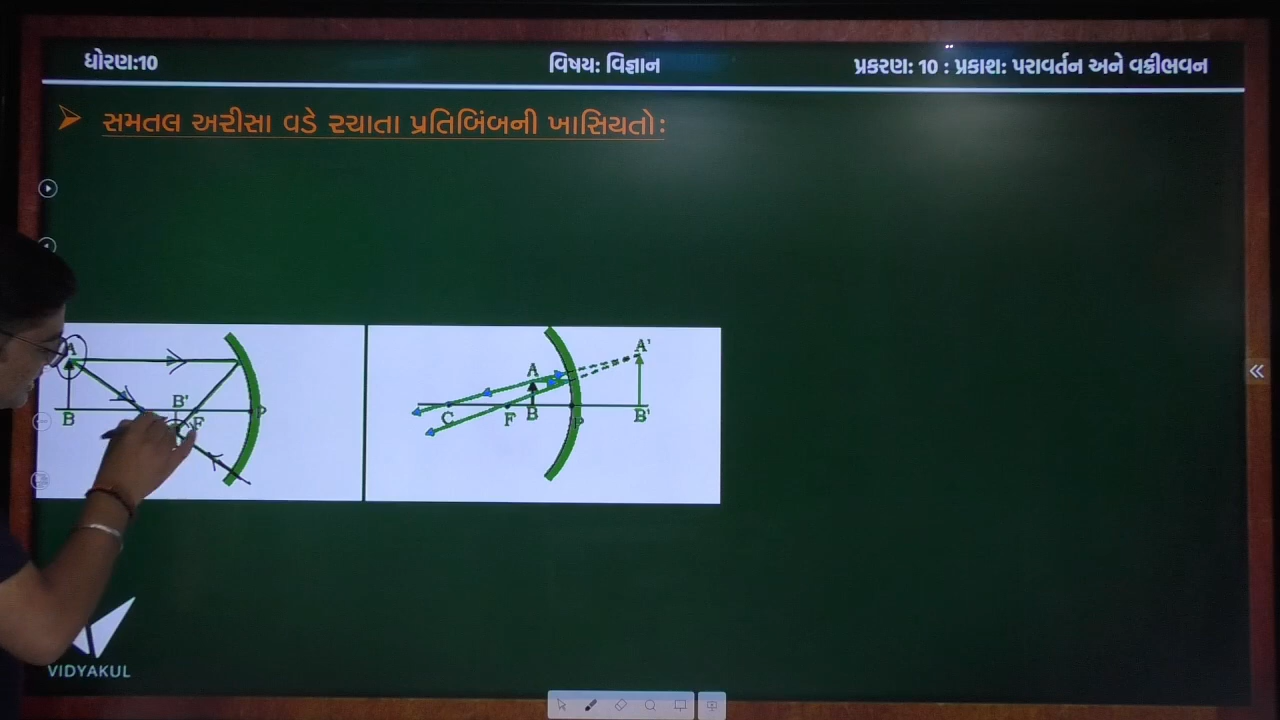 ધોરણ:10
વિષય: વિજ્ઞાન
પ્રકરણ: 10 : પ્રકાશ: પરાવર્તન અને વક્રીભવન
સમતલ અરીસા વડે રચાતા પ્રતિબિંબની ખાસિયતો:
A
B
B'
F
P
A
A'
C
F
B
P
B'
VIDYAKUL